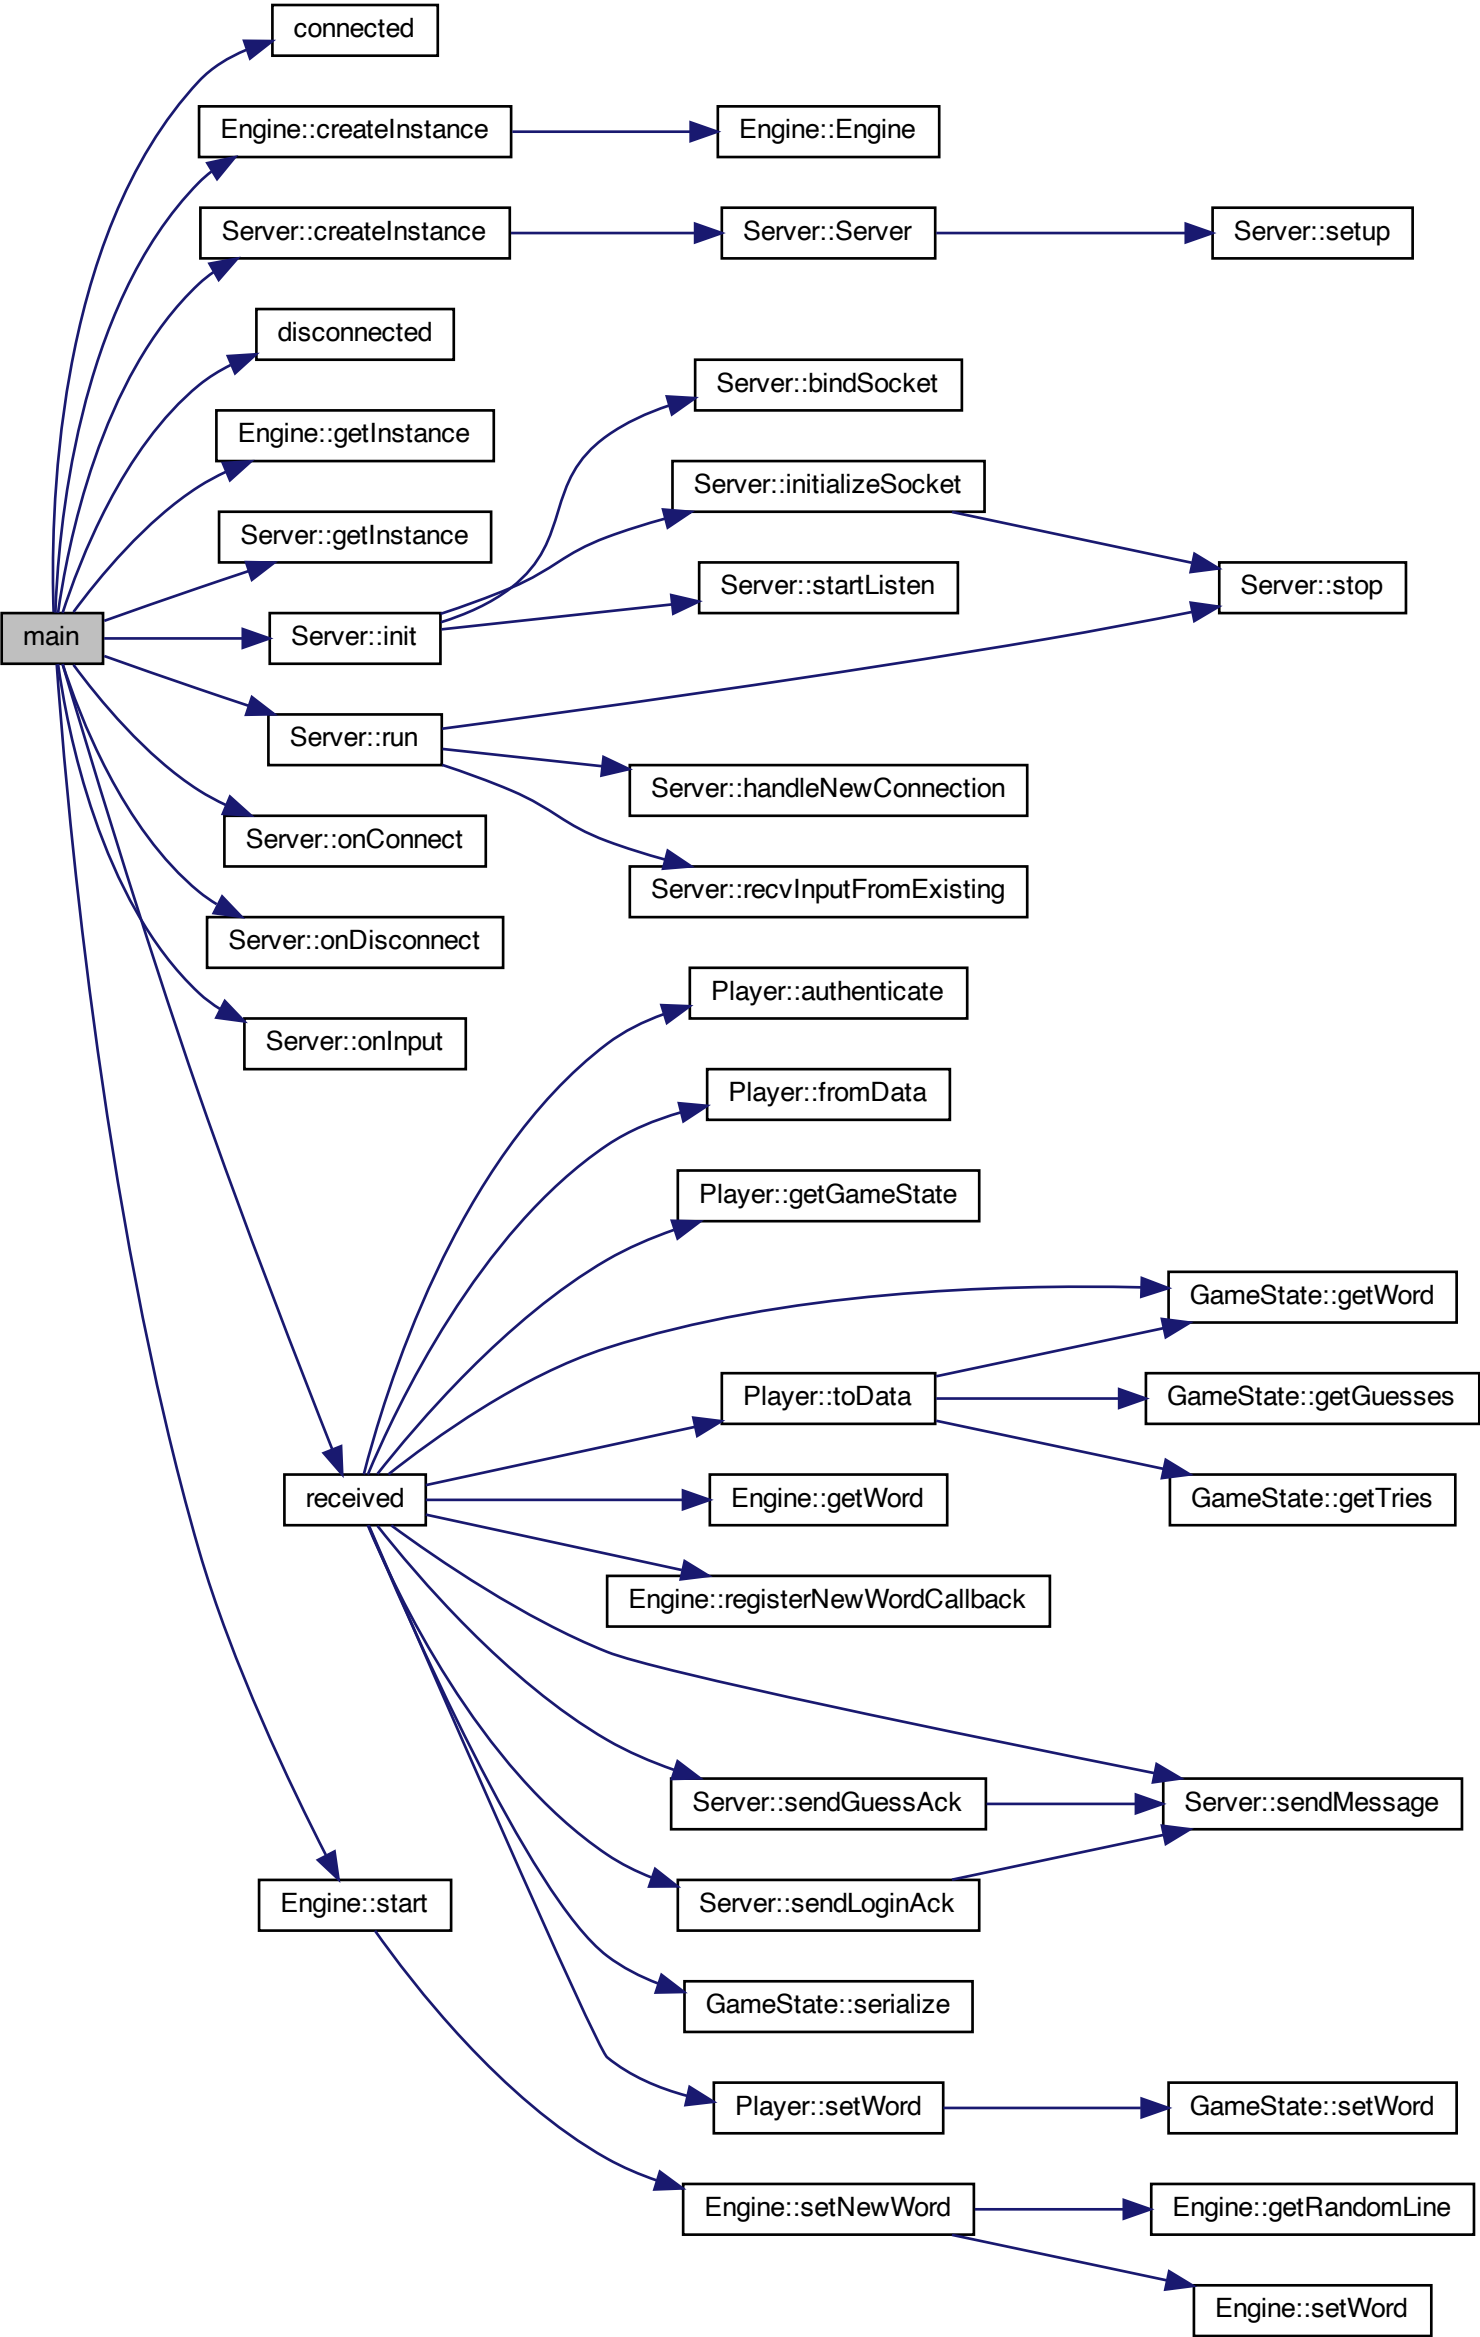 connected
Engine::createInstance
Engine::Engine
Server::createInstance
Server::Server
Server::setup
disconnected
Server::bindSocket
Engine::getInstance
Server::initializeSocket
Server::getInstance
Server::startListen
Server::stop
main
Server::init
Server::run
Server::handleNewConnection
Server::onConnect
Server::recvInputFromExisting
Server::onDisconnect
Player::authenticate
Server::onInput
Player::fromData
Player::getGameState
GameState::getWord
Player::toData
GameState::getGuesses
received
Engine::getWord
GameState::getTries
Engine::registerNewWordCallback
Server::sendGuessAck
Server::sendMessage
Engine::start
Server::sendLoginAck
GameState::serialize
Player::setWord
GameState::setWord
Engine::setNewWord
Engine::getRandomLine
Engine::setWord